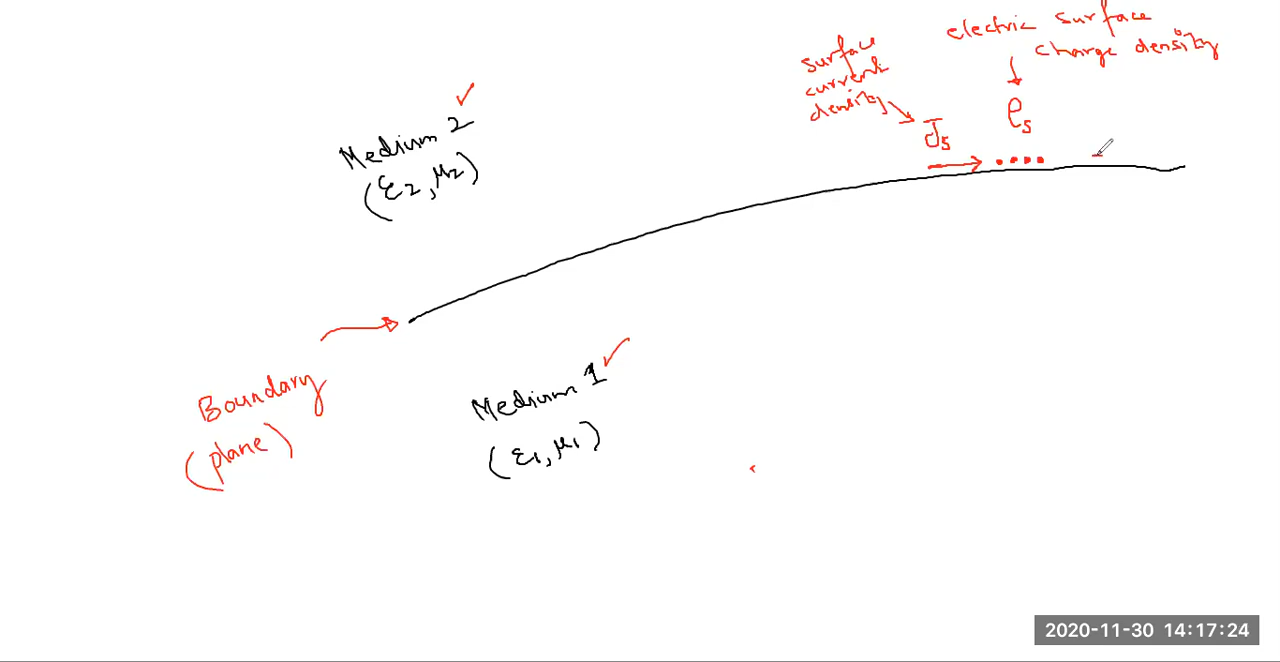 electric surface
charge density
surface
current
density
J̄s
ρs
Medium 2
(ε2, μ2)
Boundary
(plane)
Medium 1
(ε1, μ1)
2020-11-30 14:17:24